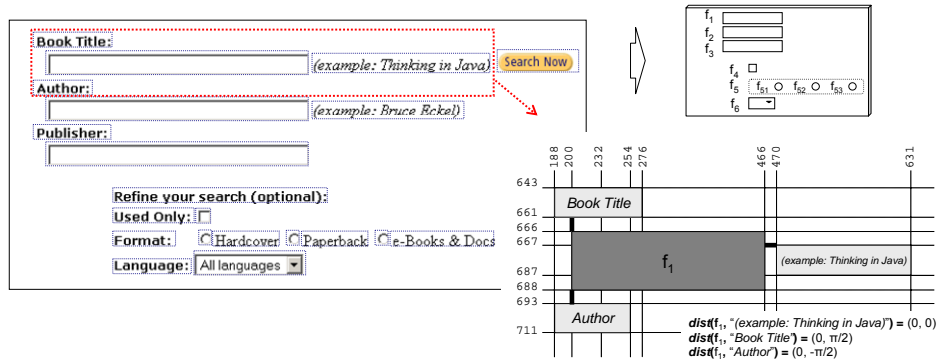 Book Title:
(example: Thinking in Java)
Search Now
Author:
(example: Bruce Eckel)
Publisher:
Refine your search (optional):
Used Only:
Format: Hardcover Paperback e-Books & Docs
Language: All languages
f1
f2
f3
f4
f5 f51 f52 f53
f6
188 200 232 254 276 466 470 631
643
661
666
667
687
688
693
711
Book Title
f1
(example: Thinking in Java)
Author
dist(f1, "(example: Thinking in Java)") = (0, 0)
dist(f1, "Book Title") = (0, π/2)
dist(f1, "Author") = (0, -π/2)